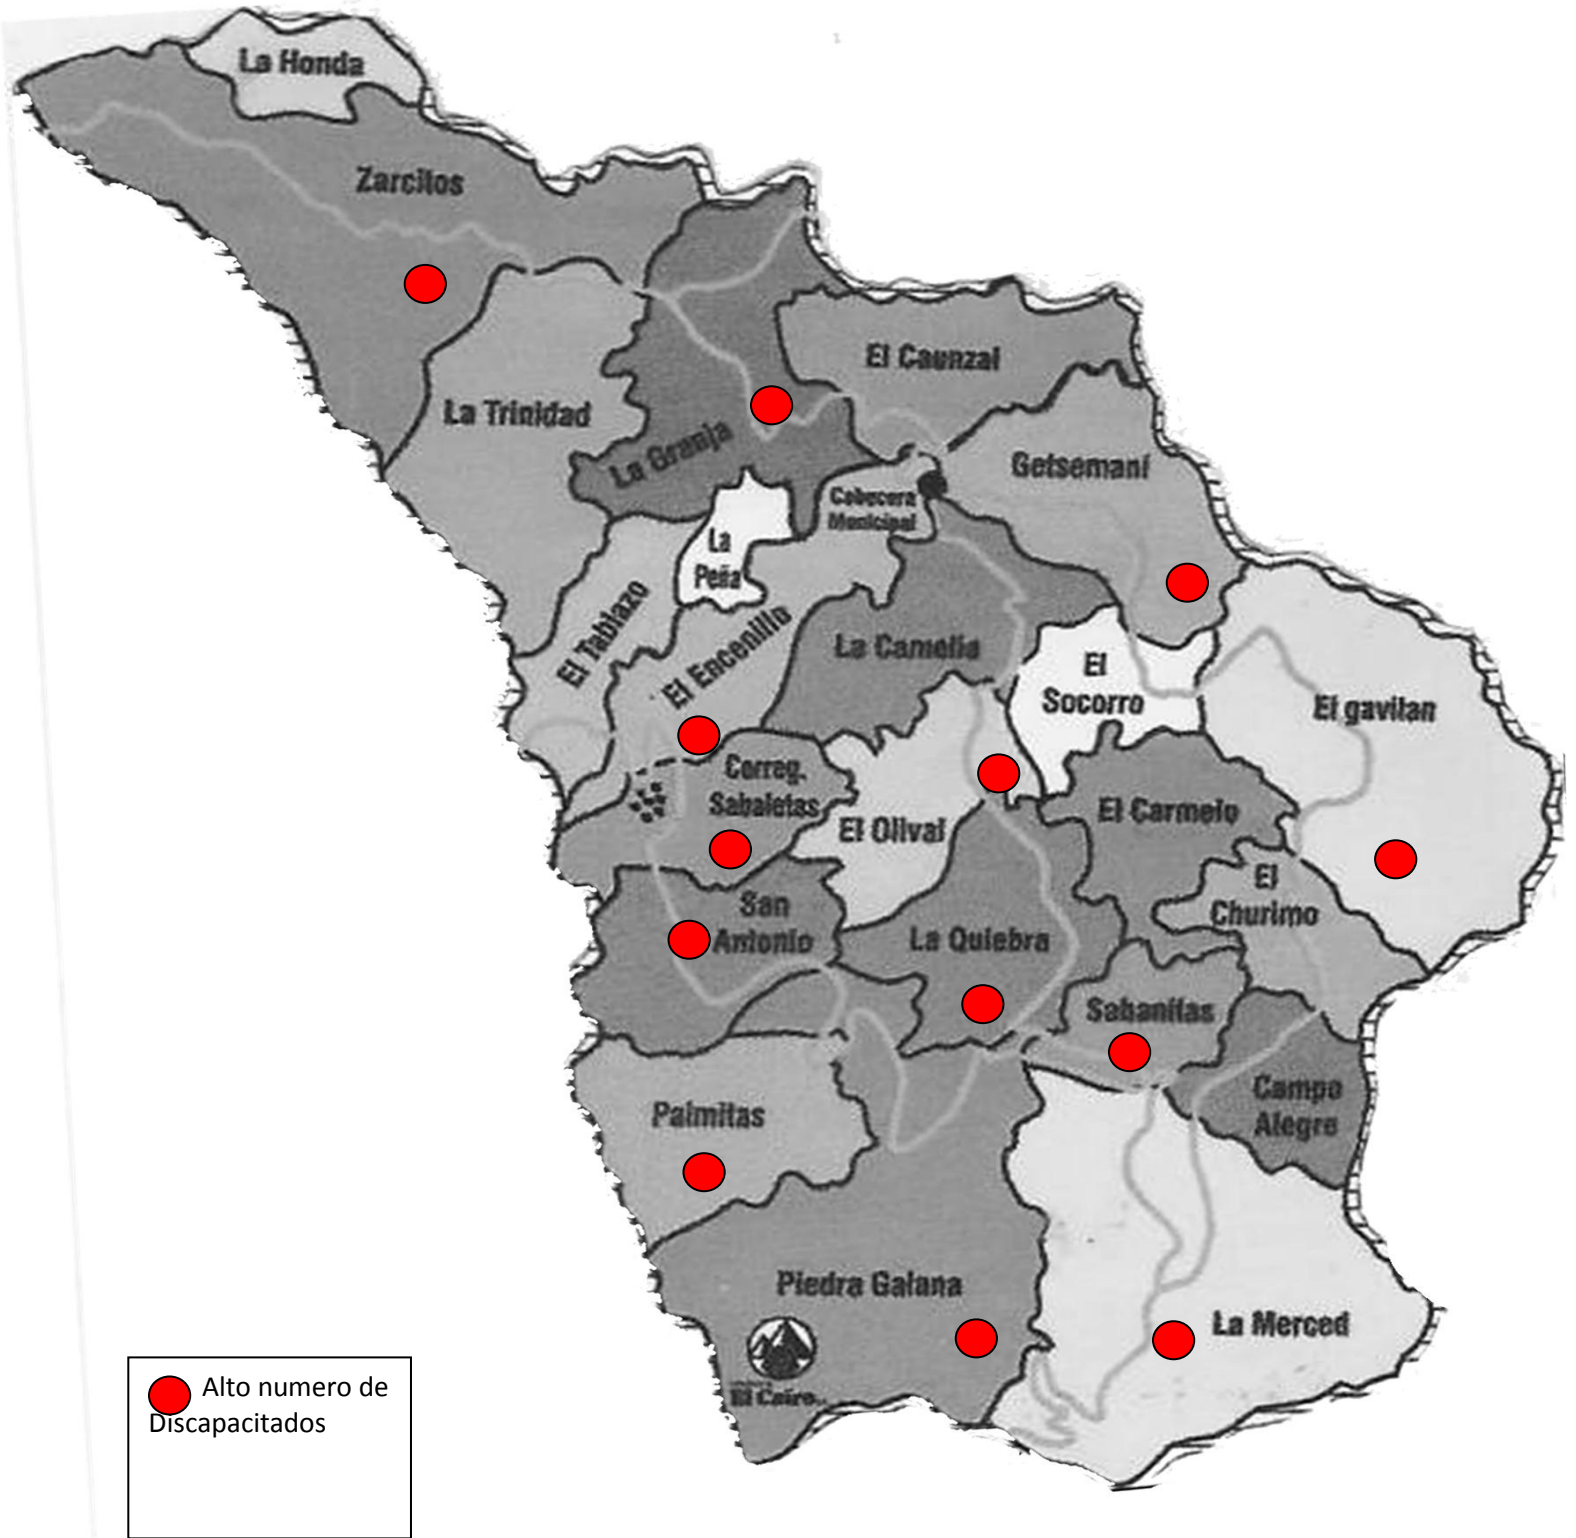 La Honda
Zarcitos
El Caunzal
La Trinidad
La Granja
Getsemaní
Cabecera
Municipal
La
Peña
El Tablazo
El Encenillo
La Camelia
El
Socorro
El gavilan
Correg.
Sabaletas
El Olival
El Carmelo
El
Churimo
San
Antonio
La Quiebra
Sabanitas
Campo
Alegre
Palmitas
Piedra Galana
La Merced
El Cairo
Alto numero de
Discapacitados